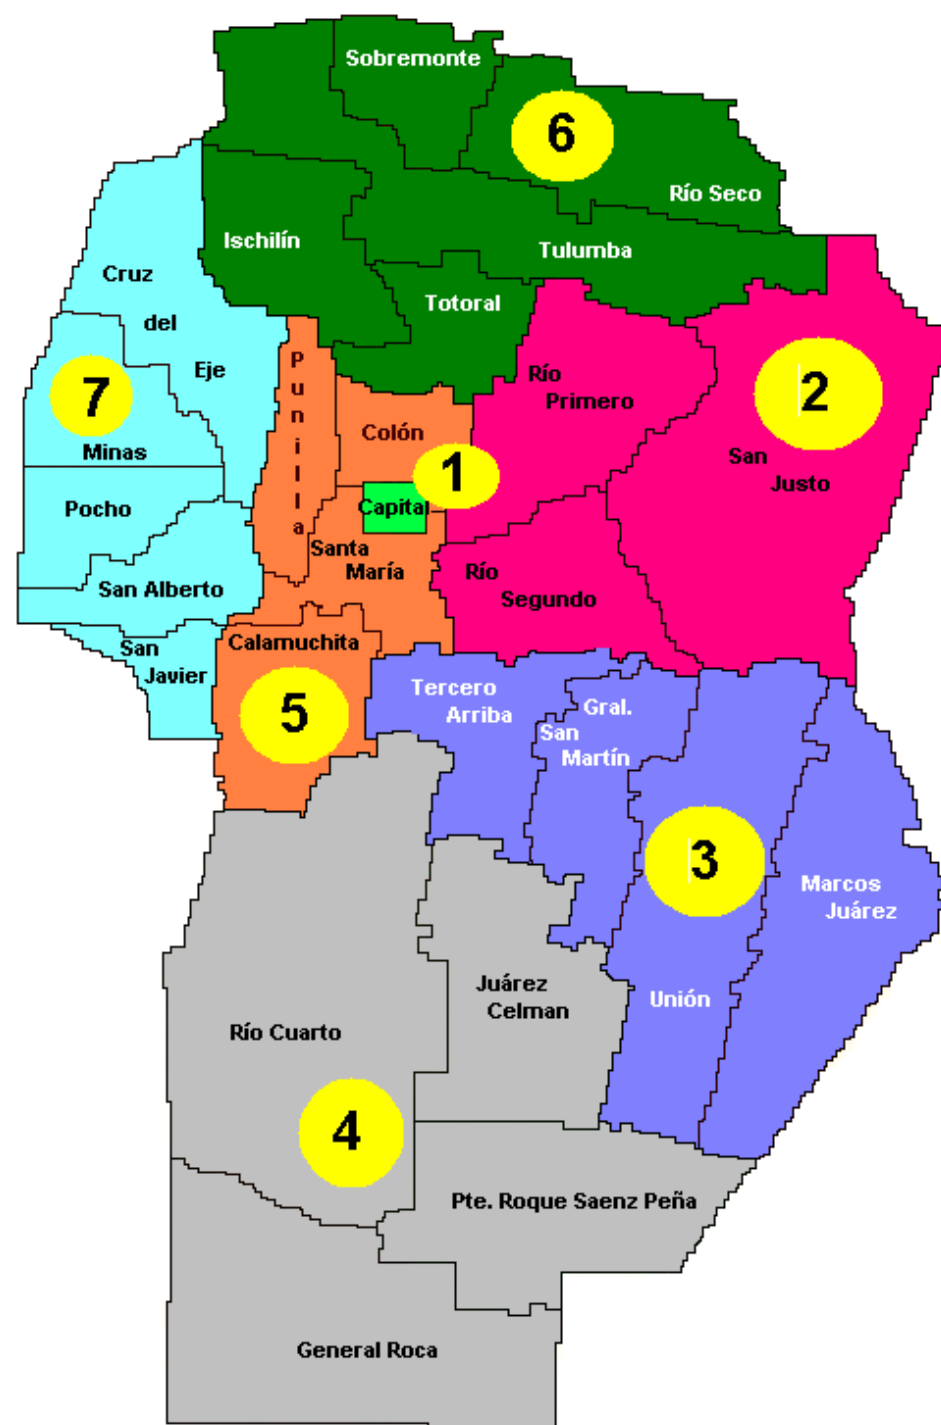 Sobremonte
6
Río Seco
Ischilín
Tulumba
Cruz
del
Eje
Totoral
Punilla
7
Río
Primero
2
Minas
Colón
1
San
Justo
Pocho
Capital
Santa
María
San Alberto
Río
Segundo
San
Javier
Calamuchita
5
Tercero
Arriba
Gral.
San
Martín
3
Marcos
Juárez
Juárez
Celman
Unión
Río Cuarto
4
Pte. Roque Saenz Peña
General Roca